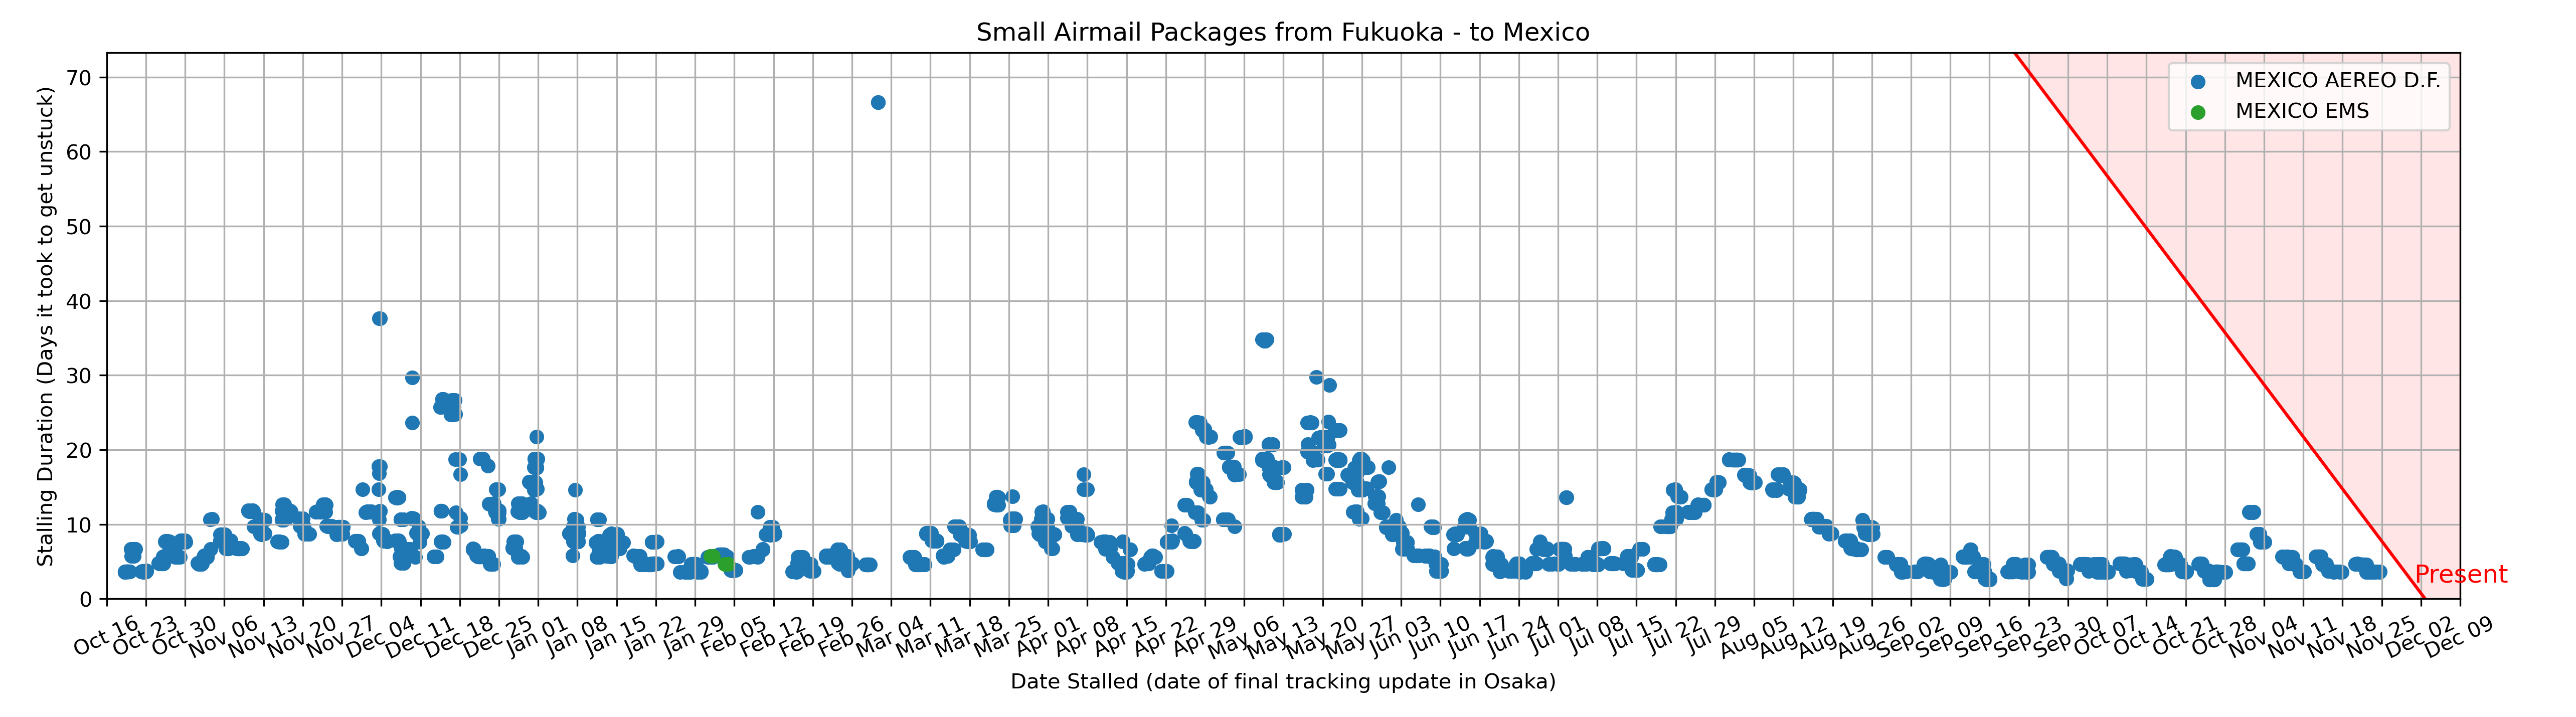 Small Airmail Packages from Fukuoka - to Mexico
MEXICO AEREO D.F.
MEXICO EMS
Stalling Duration (Days it took to get unstuck)
70
60
50
40
30
20
10
0
Present
Oct 16 Oct 23 Oct 30 Nov 06 Nov 13 Nov 20 Nov 27 Dec 04 Dec 11 Dec 18 Dec 25 Jan 01 Jan 08 Jan 15 Jan 22 Jan 29 Feb 05 Feb 12 Feb 19 Feb 26 Mar 04 Mar 11 Mar 18 Mar 25 Apr 01 Apr 08 Apr 15 Apr 22 Apr 29 May 06 May 13 May 20 May 27 Jun 03 Jun 10 Jun 17 Jun 24 Jul 01 Jul 08 Jul 15 Jul 22 Jul 29 Aug 05 Aug 12 Aug 19 Aug 26 Sep 02 Sep 09 Sep 16 Sep 23 Sep 30 Oct 07 Oct 14 Oct 21 Oct 28 Nov 04 Nov 11 Nov 18 Nov 25 Dec 02 Dec 09
Date Stalled (date of final tracking update in Osaka)